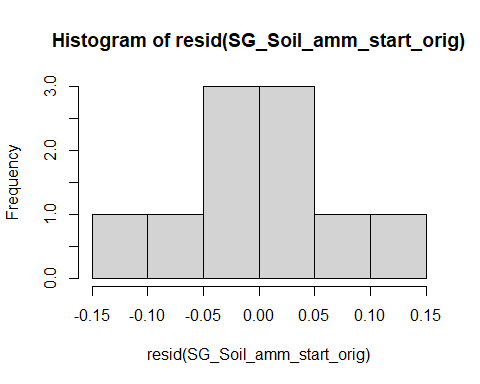 Histogram of resid(SG_Soil_amm_start_orig)
Frequency
3.0
2.0
1.0
0.0
-0.15 -0.10 -0.05 0.00 0.05 0.10 0.15
resid(SG_Soil_amm_start_orig)